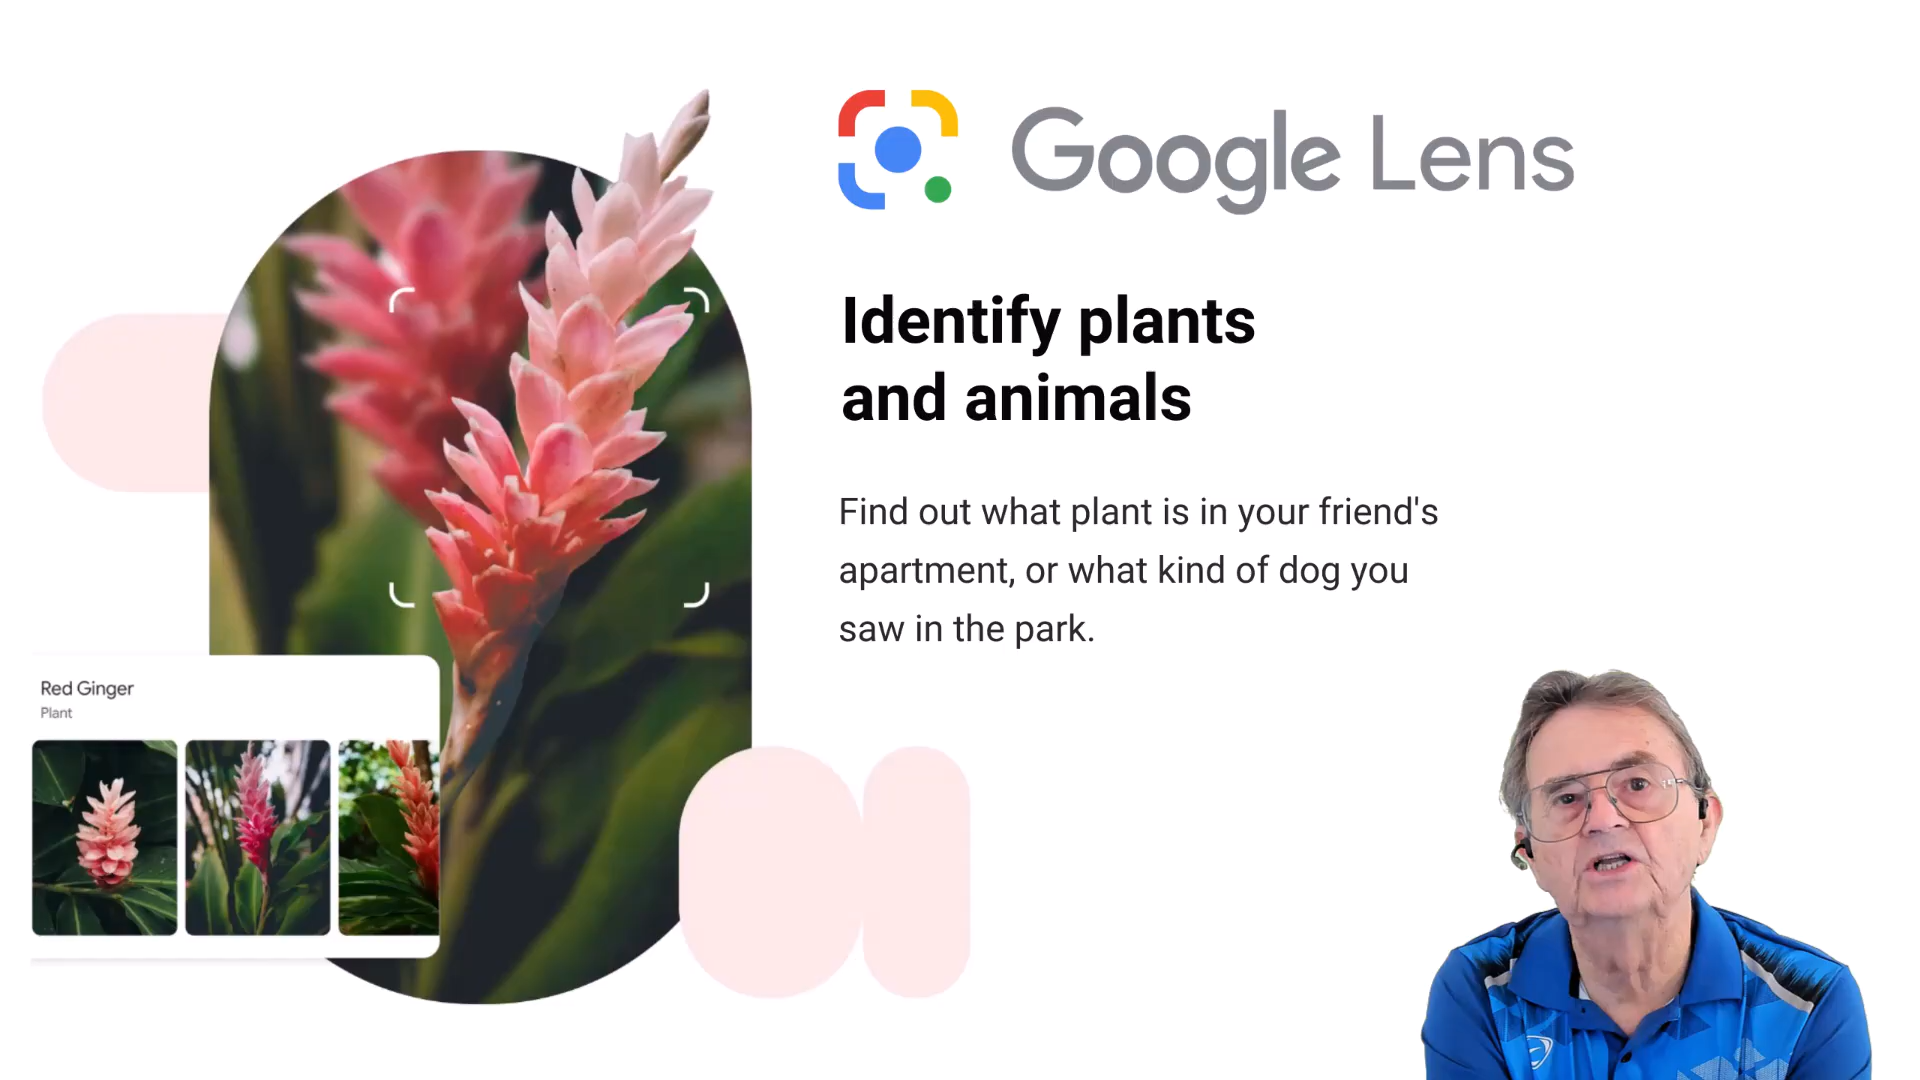 Google Lens
Identify plants
and animals
Find out what plant is in your friend's
apartment, or what kind of dog you
saw in the park.
Red Ginger
Plant